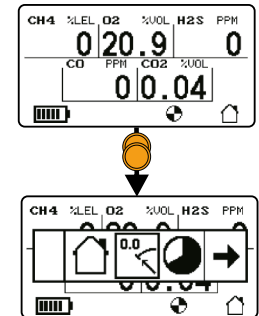 CH4 %LEL O2 %VOL H2S PPM
0 20.9 0
CO PPM CO2 %VOL
0 0.04
CH4 %LEL O2 %VOL H2S PPM
0.0